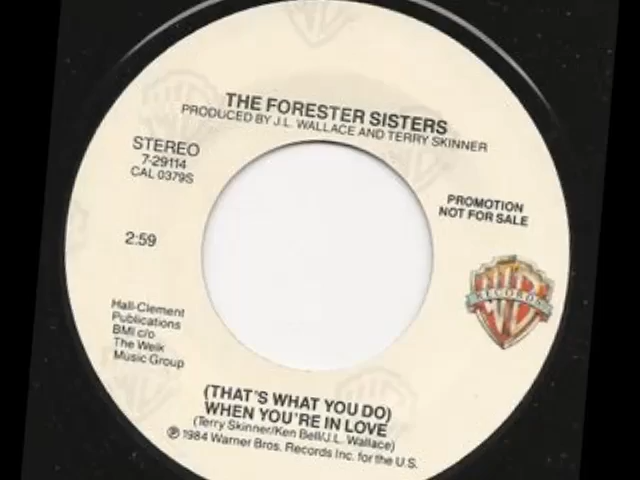 THE FORESTER SISTERS
PRODUCED BY J.L. WALLACE AND TERRY SKINNER
STEREO
7-29114
CAL 0379S
PROMOTION
NOT FOR SALE
2:59
RECORDS
Hall-Clement
Publications
BMI c/o
The Welk
Music Group
(THAT'S WHAT YOU DO)
WHEN YOU'RE IN LOVE
(Terry Skinner/Ken Bell/J.L. Wallace)
℗ 1984 Warner Bros. Records Inc. for the U.S.